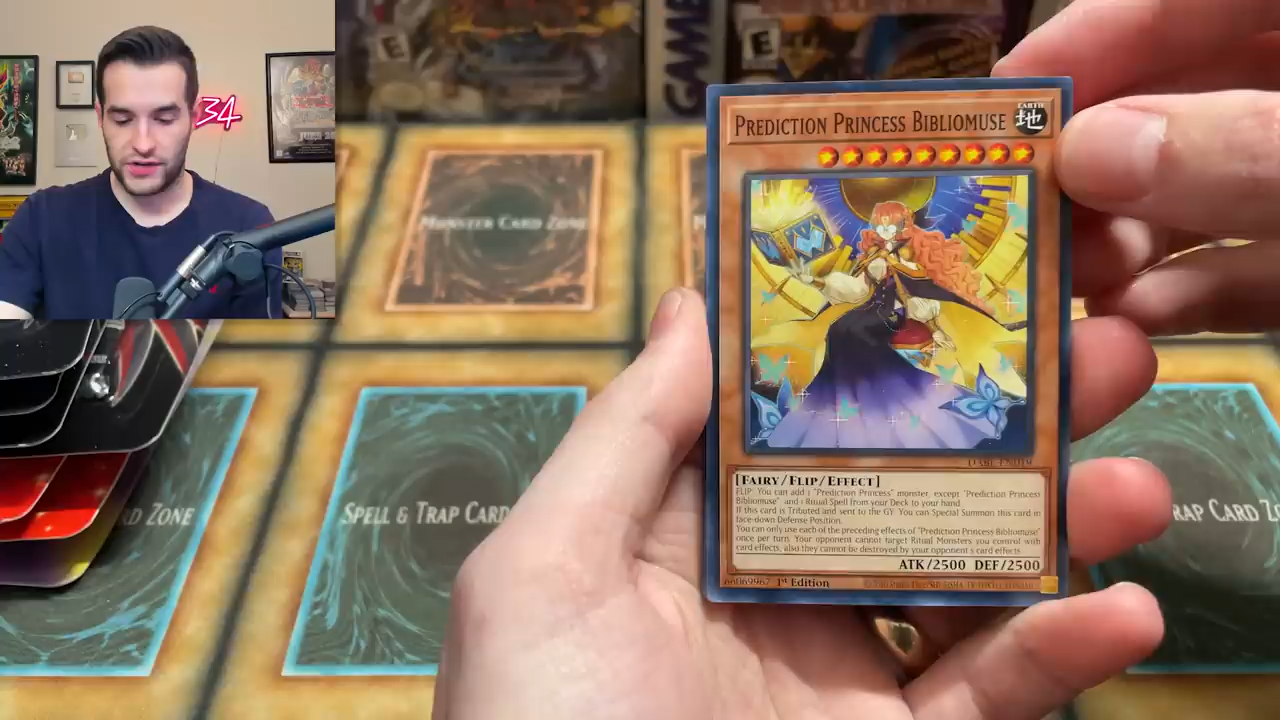 34
E
GAME
E
MONSTER CARD ZONE
PREDICTION PRINCESS BIBLIOMUSE
EARTH
地
[FAIRY/FLIP/EFFECT]
FLIP: You can add 1 "Prediction Princess" monster, except "Prediction Princess
Bibliomuse" and 1 Ritual Spell from your Deck to your hand.
If this card is Tributed and sent to the GY: You can Special Summon this card in
face-down Defense Position.
You can only use each of the preceding effects of "Prediction Princess Bibliomuse"
once per turn. Your opponent cannot target Ritual Monsters you control with
card effects, also they cannot be destroyed by your opponent's card effects.
ATK/2500 DEF/2500
1st Edition
RD ZONE
SPELL & TRAP CARD
RAP CARD